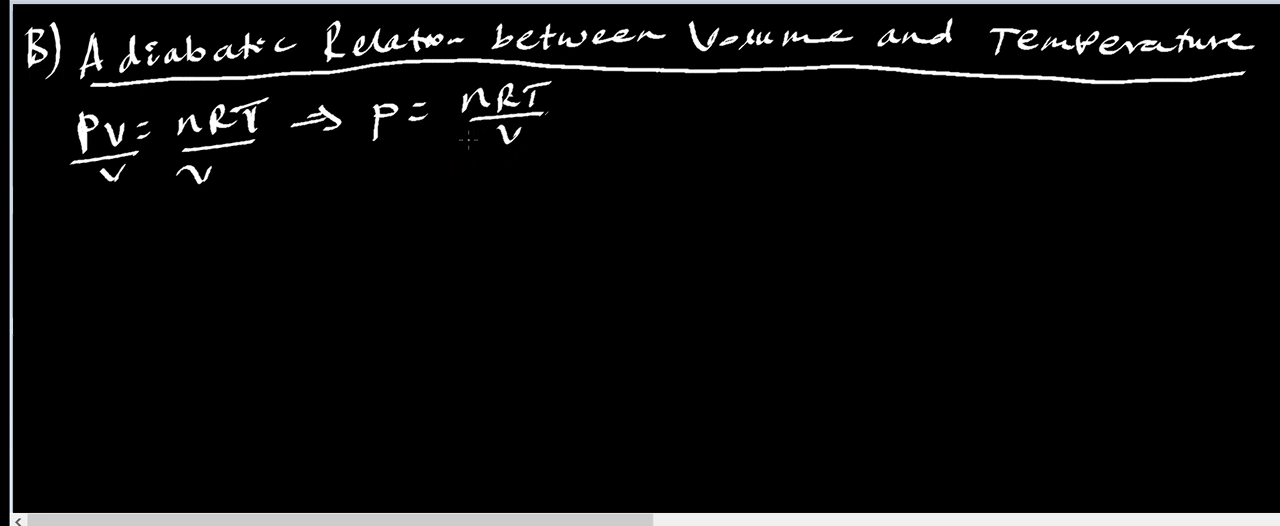 B) Adiabatic Relation between Volume and Temperature
PV/V = nRT/V ⇒ P = nRT/V